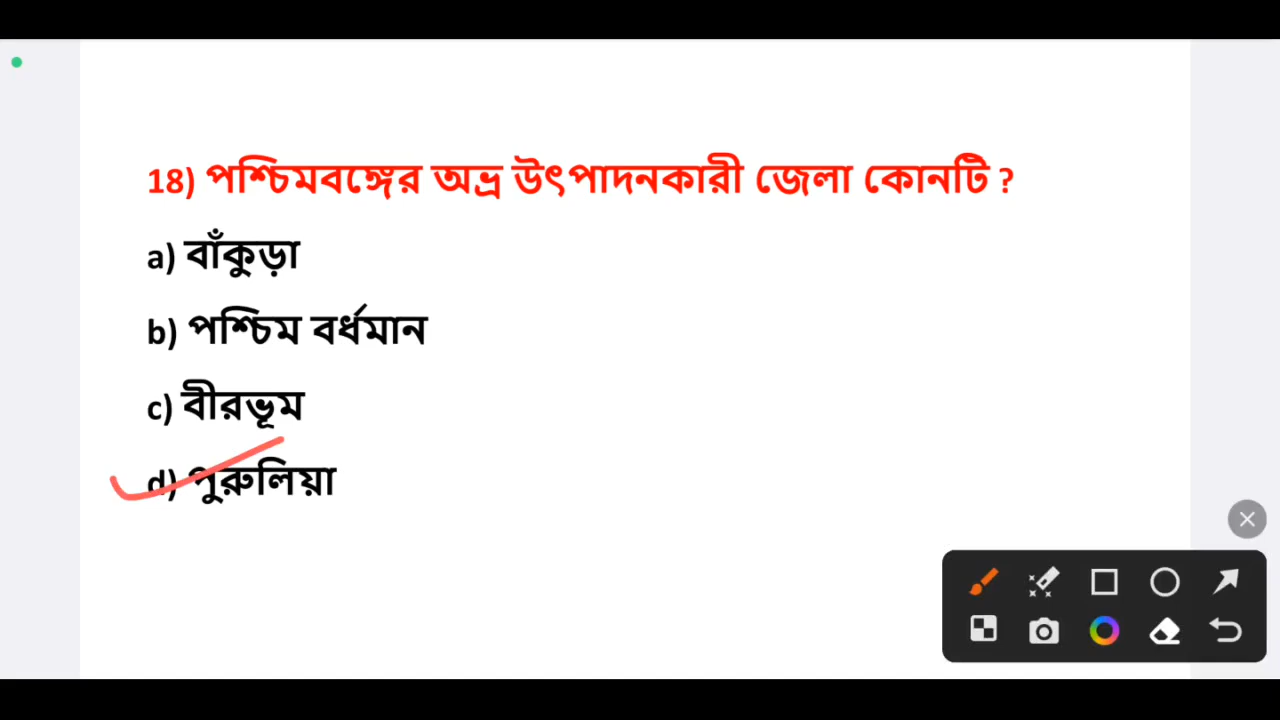 18) পশ্চিমবঙ্গের অভ্র উৎপাদনকারী জেলা কোনটি ?
a) বাঁকুড়া
b) পশ্চিম বর্ধমান
c) বীরভূম
d) পুরুলিয়া